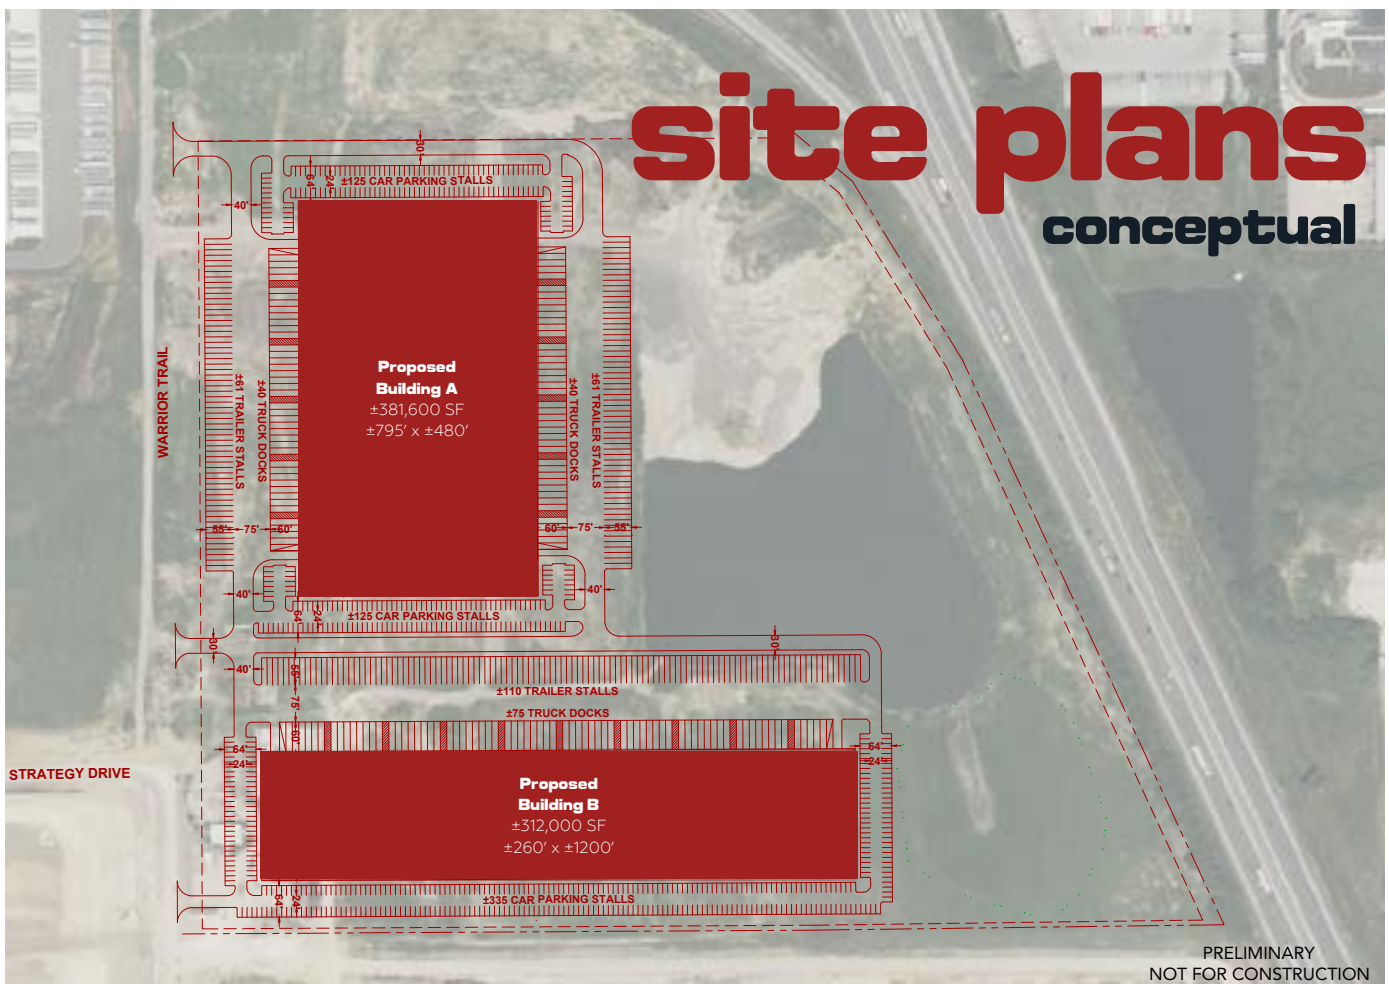 site plans
conceptual
30'
64'
24'
±125 CAR PARKING STALLS
40'
Proposed
Building A
±381,600 SF
±795' x ±480'
WARRIOR TRAIL
±61 TRAILER STALLS
±40 TRUCK DOCKS
±40 TRUCK DOCKS
±61 TRAILER STALLS
55'
75'
60'
60'
75'
55'
40'
40'
64'
24'
±125 CAR PARKING STALLS
30'
30'
40'
55'
±110 TRAILER STALLS
75'
±75 TRUCK DOCKS
60'
64'
64'
24'
24'
STRATEGY DRIVE
Proposed
Building B
±312,000 SF
±260' x ±1200'
64'
24'
±335 CAR PARKING STALLS
PRELIMINARY
NOT FOR CONSTRUCTION